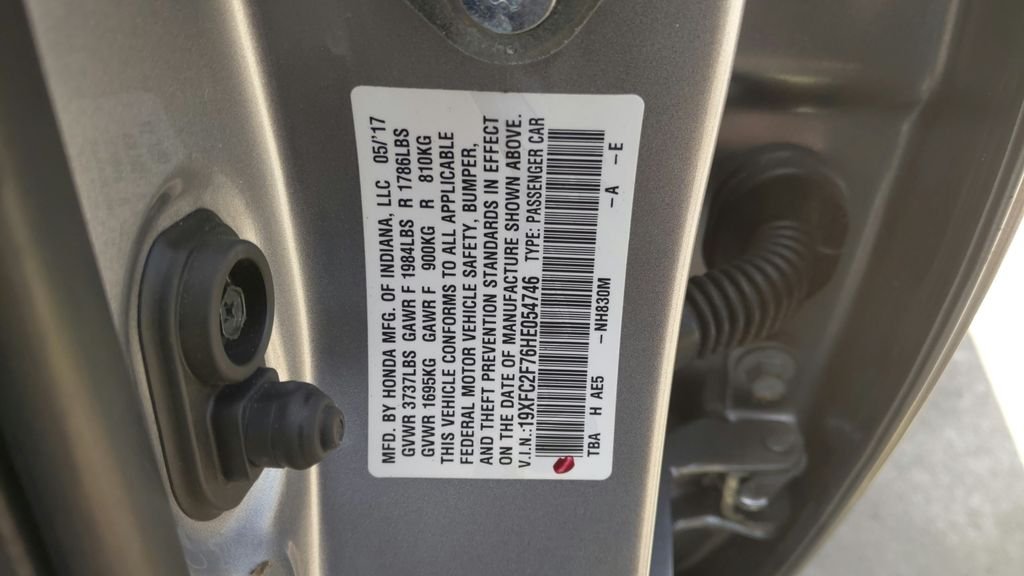 MFD. BY HONDA MFG. OF INDIANA, LLC 05/'17
GVWR 3737LBS GAWR F 1984LBS R 1786LBS
GVWR 1695KG GAWR F 900KG R 810KG
THIS VEHICLE CONFORMS TO ALL APPLICABLE
FEDERAL MOTOR VEHICLE SAFETY, BUMPER,
AND THEFT PREVENTION STANDARDS IN EFFECT
ON THE DATE OF MANUFACTURE SHOWN ABOVE.
V.I.N.:19XFC2F76HE054746 TYPE: PASSENGER CAR
TBA H AE5 – NH830M – A – E